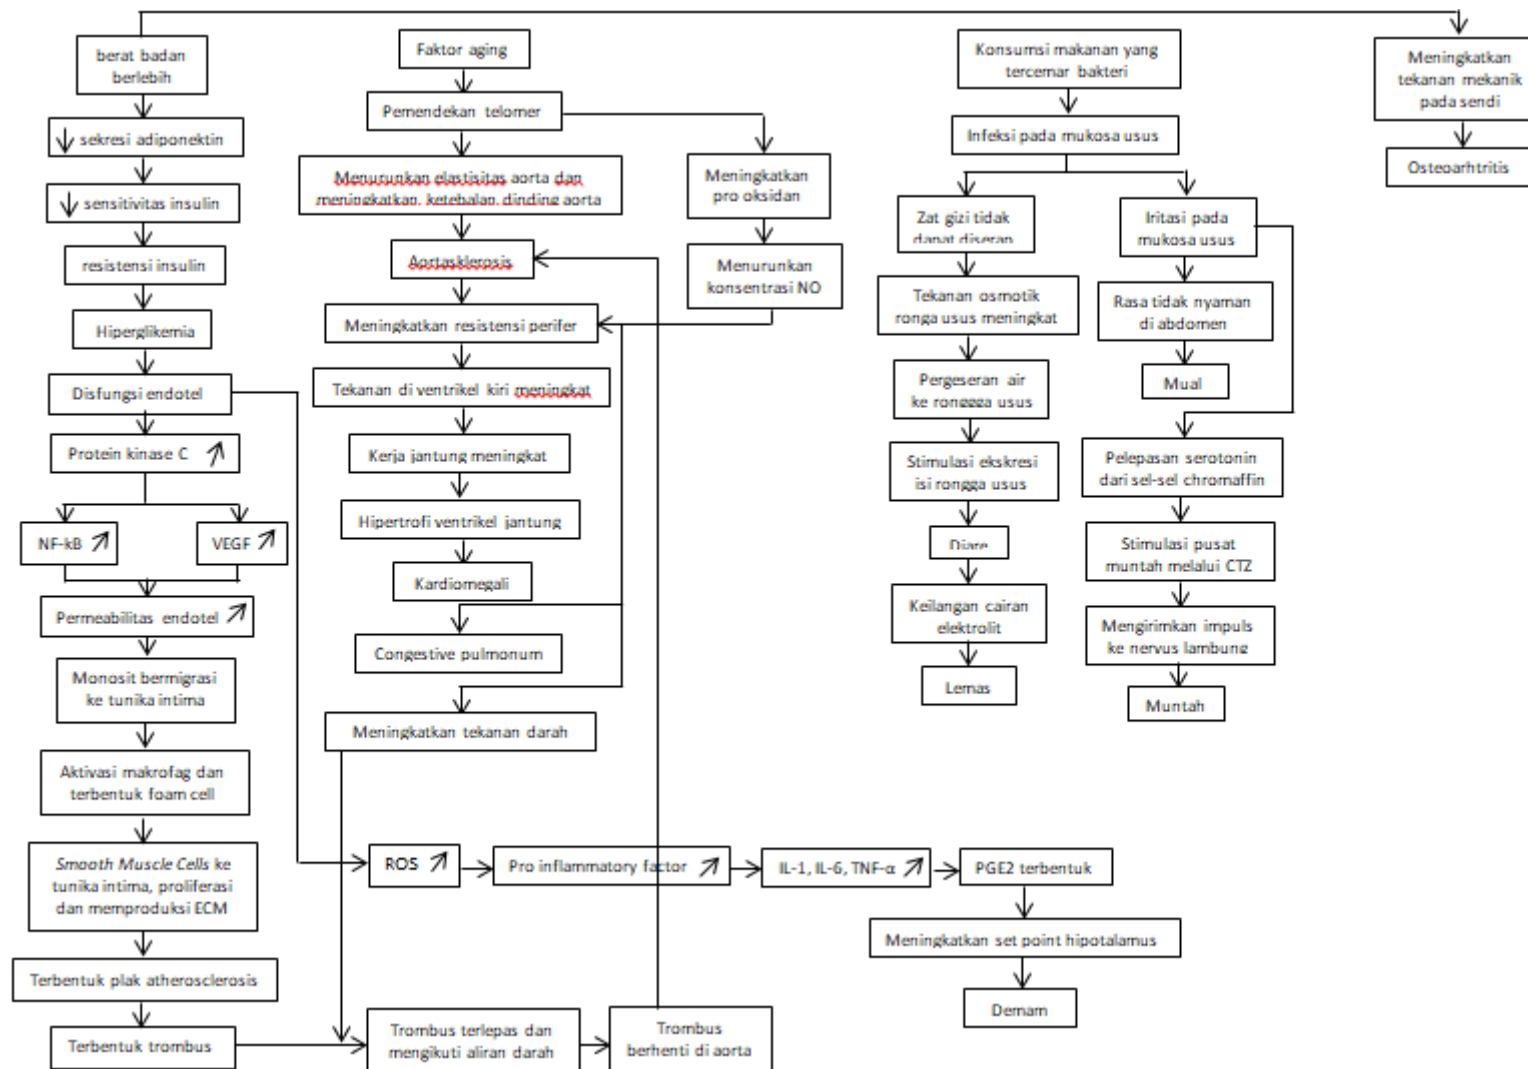 berat badan
berlebih
↓ sekresi adiponektin
↓ sensitivitas insulin
resistensi insulin
Hiperglikemia
Disfungsi endotel
Protein kinase C ↗
NF-kB ↗
VEGF ↗
Permeabilitas endotel ↗
Monosit bermigrasi
ke tunika intima
Aktivasi makrofag dan
terbentuk foam cell
Smooth Muscle Cells ke
tunika intima, proliferasi
dan memproduksi ECM
Terbentuk plak atherosclerosis
Terbentuk trombus
Faktor aging
Pemendekan telomer
Menurunkan elastisitas aorta dan
meningkatkan ketebalan dinding aorta
Aortasklerosis
Meningkatkan resistensi perifer
Tekanan di ventrikel kiri meningkat
Kerja jantung meningkat
Hipertrofi ventrikel jantung
Kardiomegali
Congestive pulmonum
Meningkatkan tekanan darah
Meningkatkan
pro oksidan
Menurunkan
konsentrasi NO
ROS ↗
Pro inflammatory factor ↗
IL-1, IL-6, TNF-α ↗
PGE2 terbentuk
Meningkatkan set point hipotalamus
Demam
Trombus terlepas dan
mengikuti aliran darah
Trombus
berhenti di aorta
Konsumsi makanan yang
tercemar bakteri
Infeksi pada mukosa usus
Zat gizi tidak
dapat diserap
Tekanan osmotik
ronga usus meningkat
Pergeseran air
ke ronggga usus
Stimulasi ekskresi
isi rongga usus
Diare
Keilangan cairan
elektrolit
Lemas
Iritasi pada
mukosa usus
Rasa tidak nyaman
di abdomen
Mual
Pelepasan serotonin
dari sel-sel chromaffin
Stimulasi pusat
muntah melalui CTZ
Mengirimkan impuls
ke nervus lambung
Muntah
Meningkatkan
tekanan mekanik
pada sendi
Osteoarhtritis